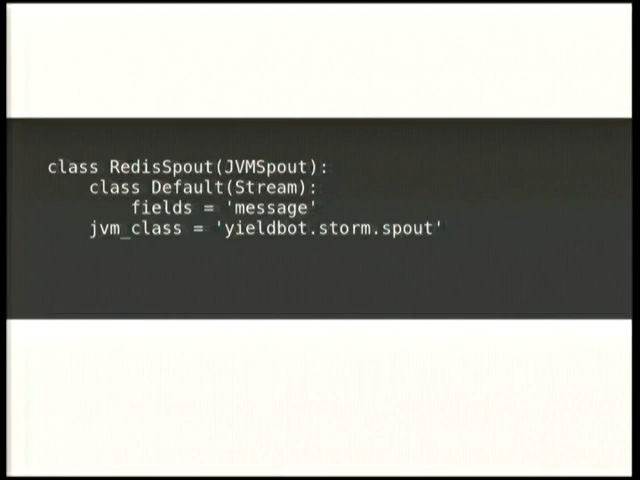 class RedisSpout(JVMSpout):
    class Default(Stream):
        fields = 'message'
    jvm_class = 'yieldbot.storm.spout'